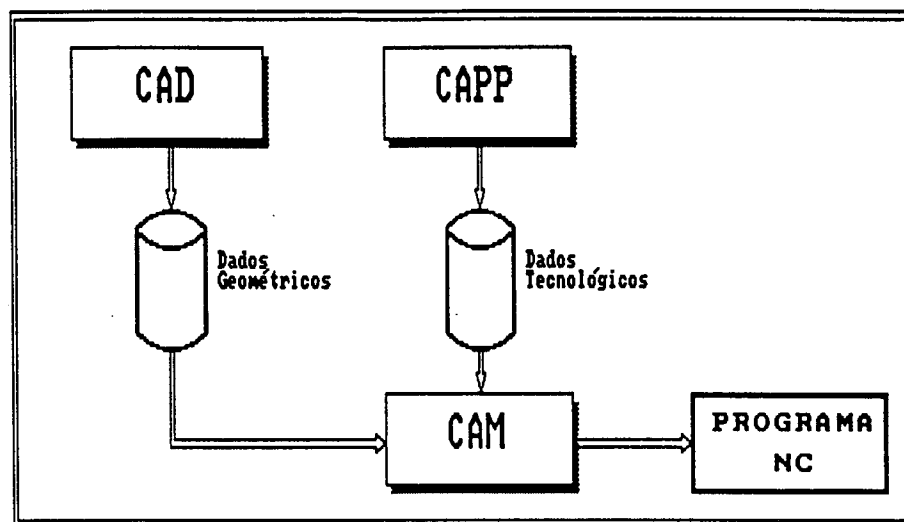 CAD
CAPP
Dados
Geométricos
Dados
Tecnológicos
CAM
PROGRAMA
NC